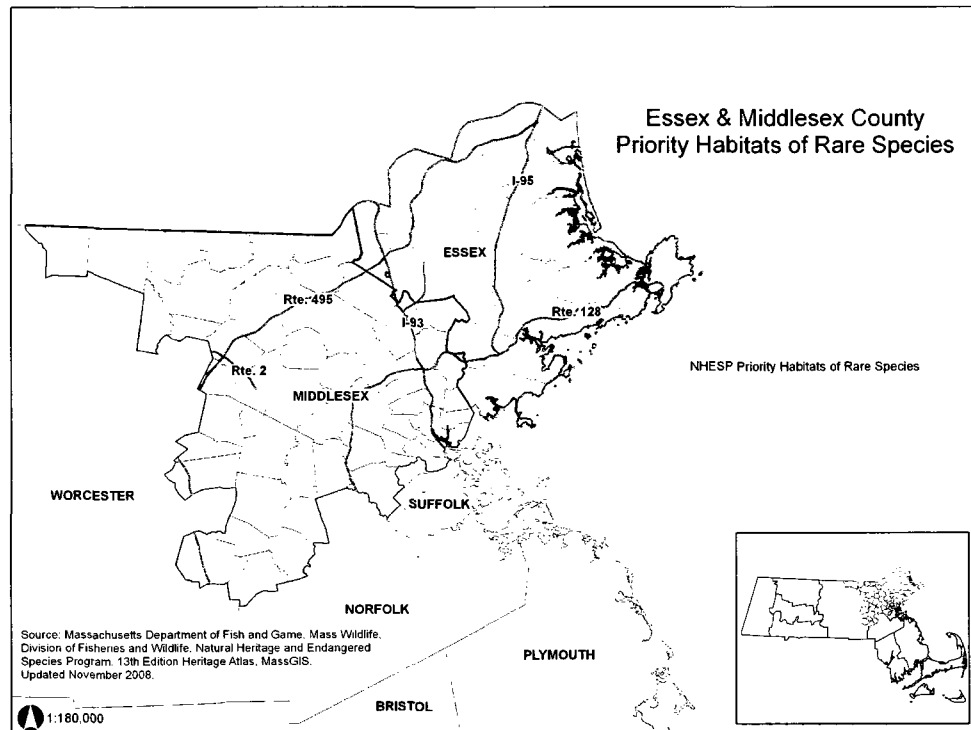 Essex & Middlesex County
Priority Habitats of Rare Species
I-95
ESSEX
Rte. 495
I-93
Rte. 128
Rte. 2
MIDDLESEX
NHESP Priority Habitats of Rare Species
WORCESTER
SUFFOLK
NORFOLK
PLYMOUTH
BRISTOL
Source: Massachusetts Department of Fish and Game, Mass Wildlife,
Division of Fisheries and Wildlife, Natural Heritage and Endangered
Species Program. 13th Edition Heritage Atlas, MassGIS.
Updated November 2008.
1:180,000